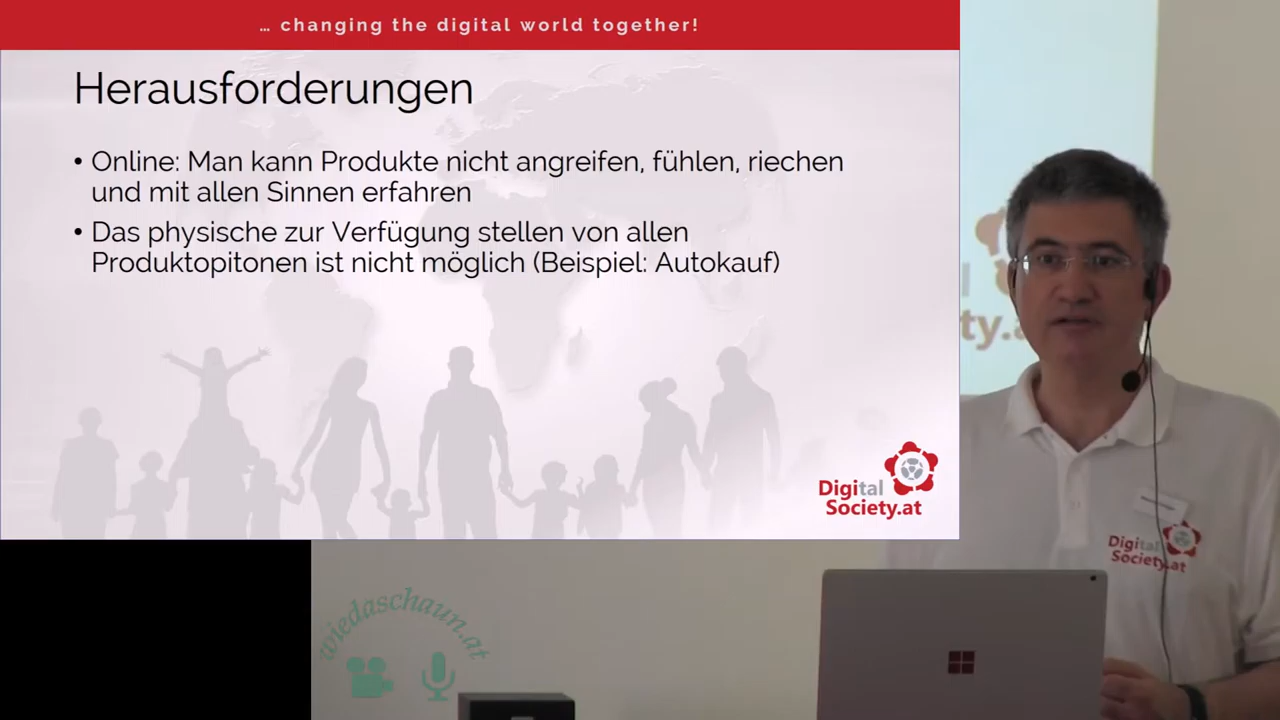 … changing the digital world together!
Herausforderungen
• Online: Man kann Produkte nicht angreifen, fühlen, riechen
und mit allen Sinnen erfahren
• Das physische zur Verfügung stellen von allen
Produktopitonen ist nicht möglich (Beispiel: Autokauf)
Digital
Society.at
ty.a
Digital
Society.at
wiedaschaun.at